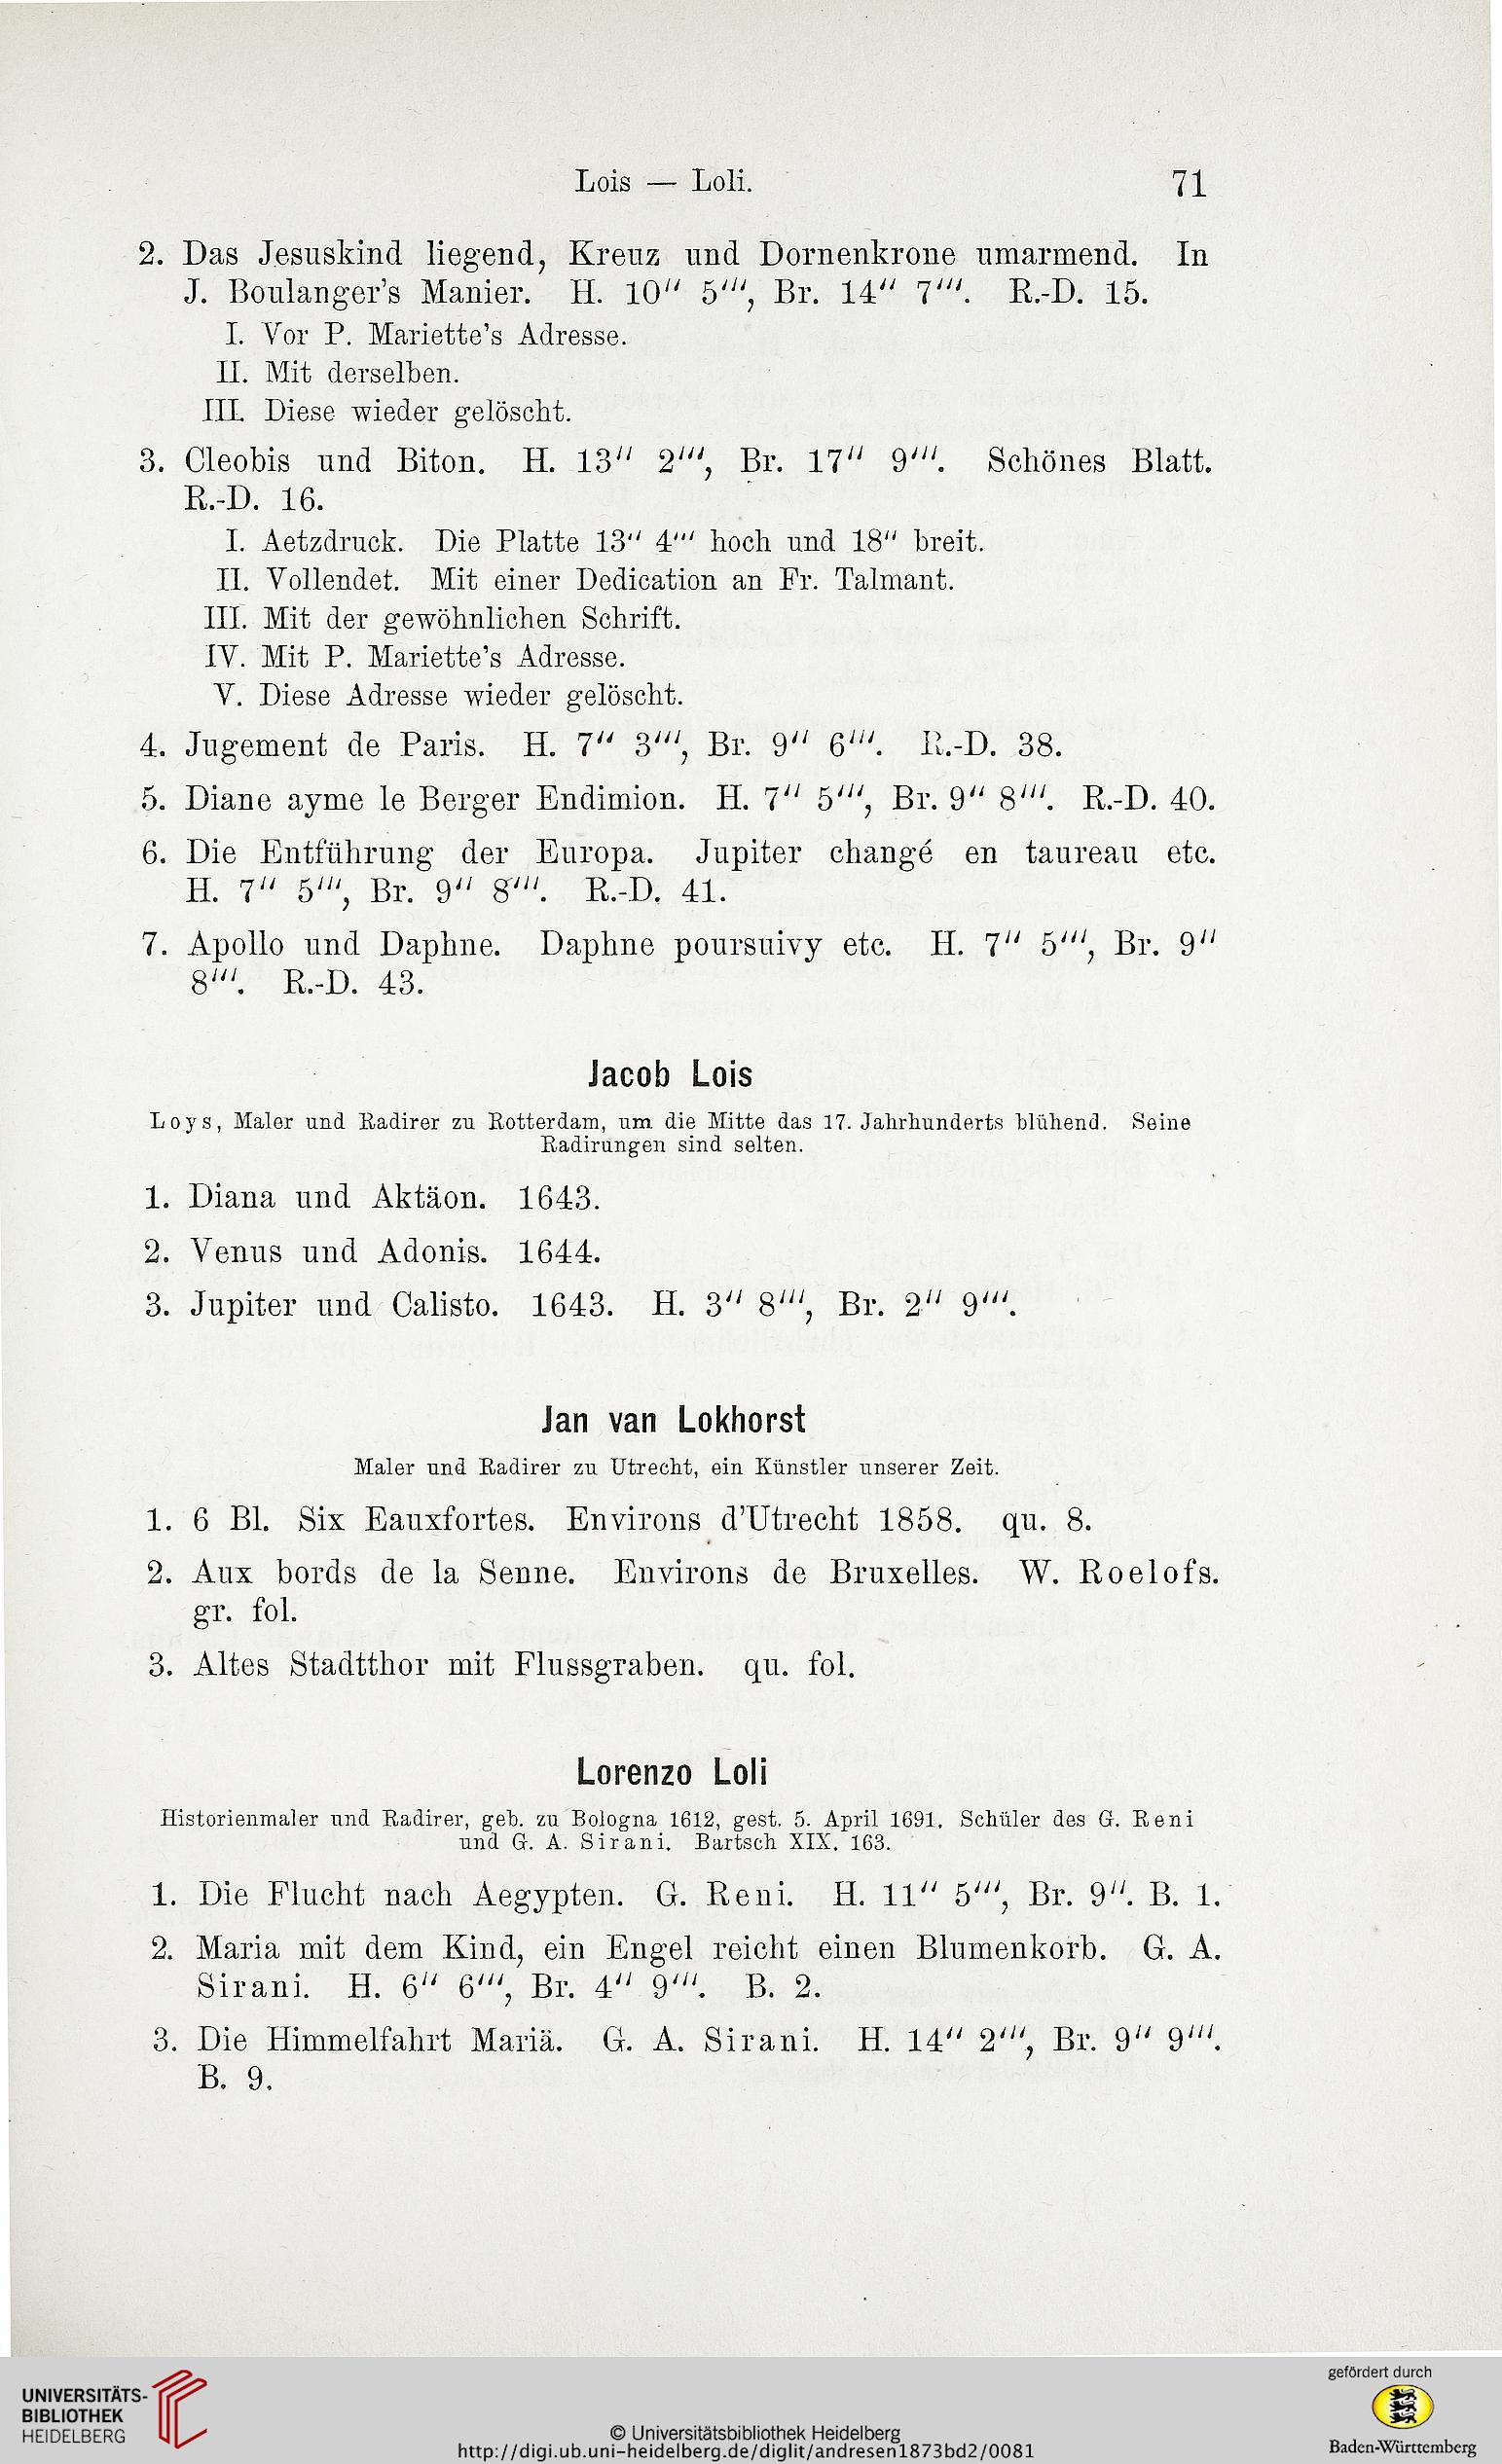 Lois — Loli. 71
2. Das Jesuskind liegend, Kreuz und Dornenkrone umarmend. In
J. Boulanger's Manier. H. 10″ 5‴, Br. 14″ 7‴. R.-D. 15.
I. Vor P. Mariette's Adresse.
II. Mit derselben.
III. Diese wieder gelöscht.
3. Cleobis und Biton. H. 13″ 2‴, Br. 17″ 9‴. Schönes Blatt.
R.-D. 16.
I. Aetzdruck. Die Platte 13″ 4‴ hoch und 18″ breit.
II. Vollendet. Mit einer Dedication an Fr. Talmant.
III. Mit der gewöhnlichen Schrift.
IV. Mit P. Mariette's Adresse.
V. Diese Adresse wieder gelöscht.
4. Jugement de Paris. H. 7″ 3‴, Br. 9″ 6‴. R.-D. 38.
5. Diane ayme le Berger Endimion. H. 7″ 5‴, Br. 9″ 8‴. R.-D. 40.
6. Die Entführung der Europa. Jupiter changé en taureau etc.
H. 7″ 5‴, Br. 9″ 8‴. R.-D. 41.
7. Apollo und Daphne. Daphne poursuivy etc. H. 7″ 5‴, Br. 9″
8‴. R.-D. 43.
Jacob Lois
Loys, Maler und Radirer zu Rotterdam, um die Mitte das 17. Jahrhunderts blühend. Seine
Radirungen sind selten.
1. Diana und Aktäon. 1643.
2. Venus und Adonis. 1644.
3. Jupiter und Calisto. 1643. H. 3″ 8‴, Br. 2″ 9‴.
Jan van Lokhorst
Maler und Radirer zu Utrecht, ein Künstler unserer Zeit.
1. 6 Bl. Six Eauxfortes. Environs d'Utrecht 1858. qu. 8.
2. Aux bords de la Senne. Environs de Bruxelles. W. Roelofs.
gr. fol.
3. Altes Stadtthor mit Flussgraben. qu. fol.
Lorenzo Loli
Historienmaler und Radirer, geb. zu Bologna 1612, gest. 5. April 1691. Schüler des G. Reni
und G. A. Sirani. Bartsch XIX. 163.
1. Die Flucht nach Aegypten. G. Reni. H. 11″ 5‴, Br. 9″. B. 1.
2. Maria mit dem Kind, ein Engel reicht einen Blumenkorb. G. A.
Sirani. H. 6″ 6‴, Br. 4″ 9‴. B. 2.
3. Die Himmelfahrt Mariä. G. A. Sirani. H. 14″ 2‴, Br. 9″ 9‴.
B. 9.
UNIVERSITÄTS-
BIBLIOTHEK
HEIDELBERG
© Universitätsbibliothek Heidelberg
http://digi.ub.uni-heidelberg.de/diglit/andresen1873bd2/0081
gefördert durch
Baden-Württemberg